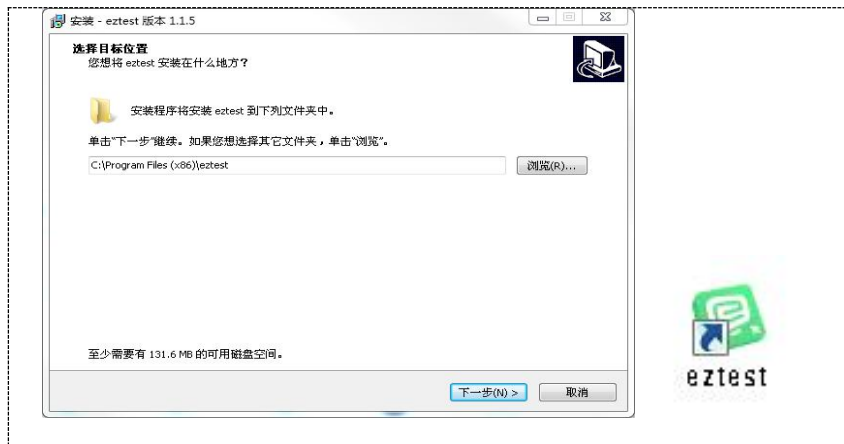 安装 - eztest 版本 1.1.5
选择目标位置
您想将 eztest 安装在什么地方?
安装程序将安装 eztest 到下列文件夹中。
单击“下一步”继续。如果您想选择其它文件夹，单击“浏览”。
C:\Program Files (x86)\eztest
浏览(R)...
至少需要有 131.6 MB 的可用磁盘空间。
下一步(N) >
取消
eztest